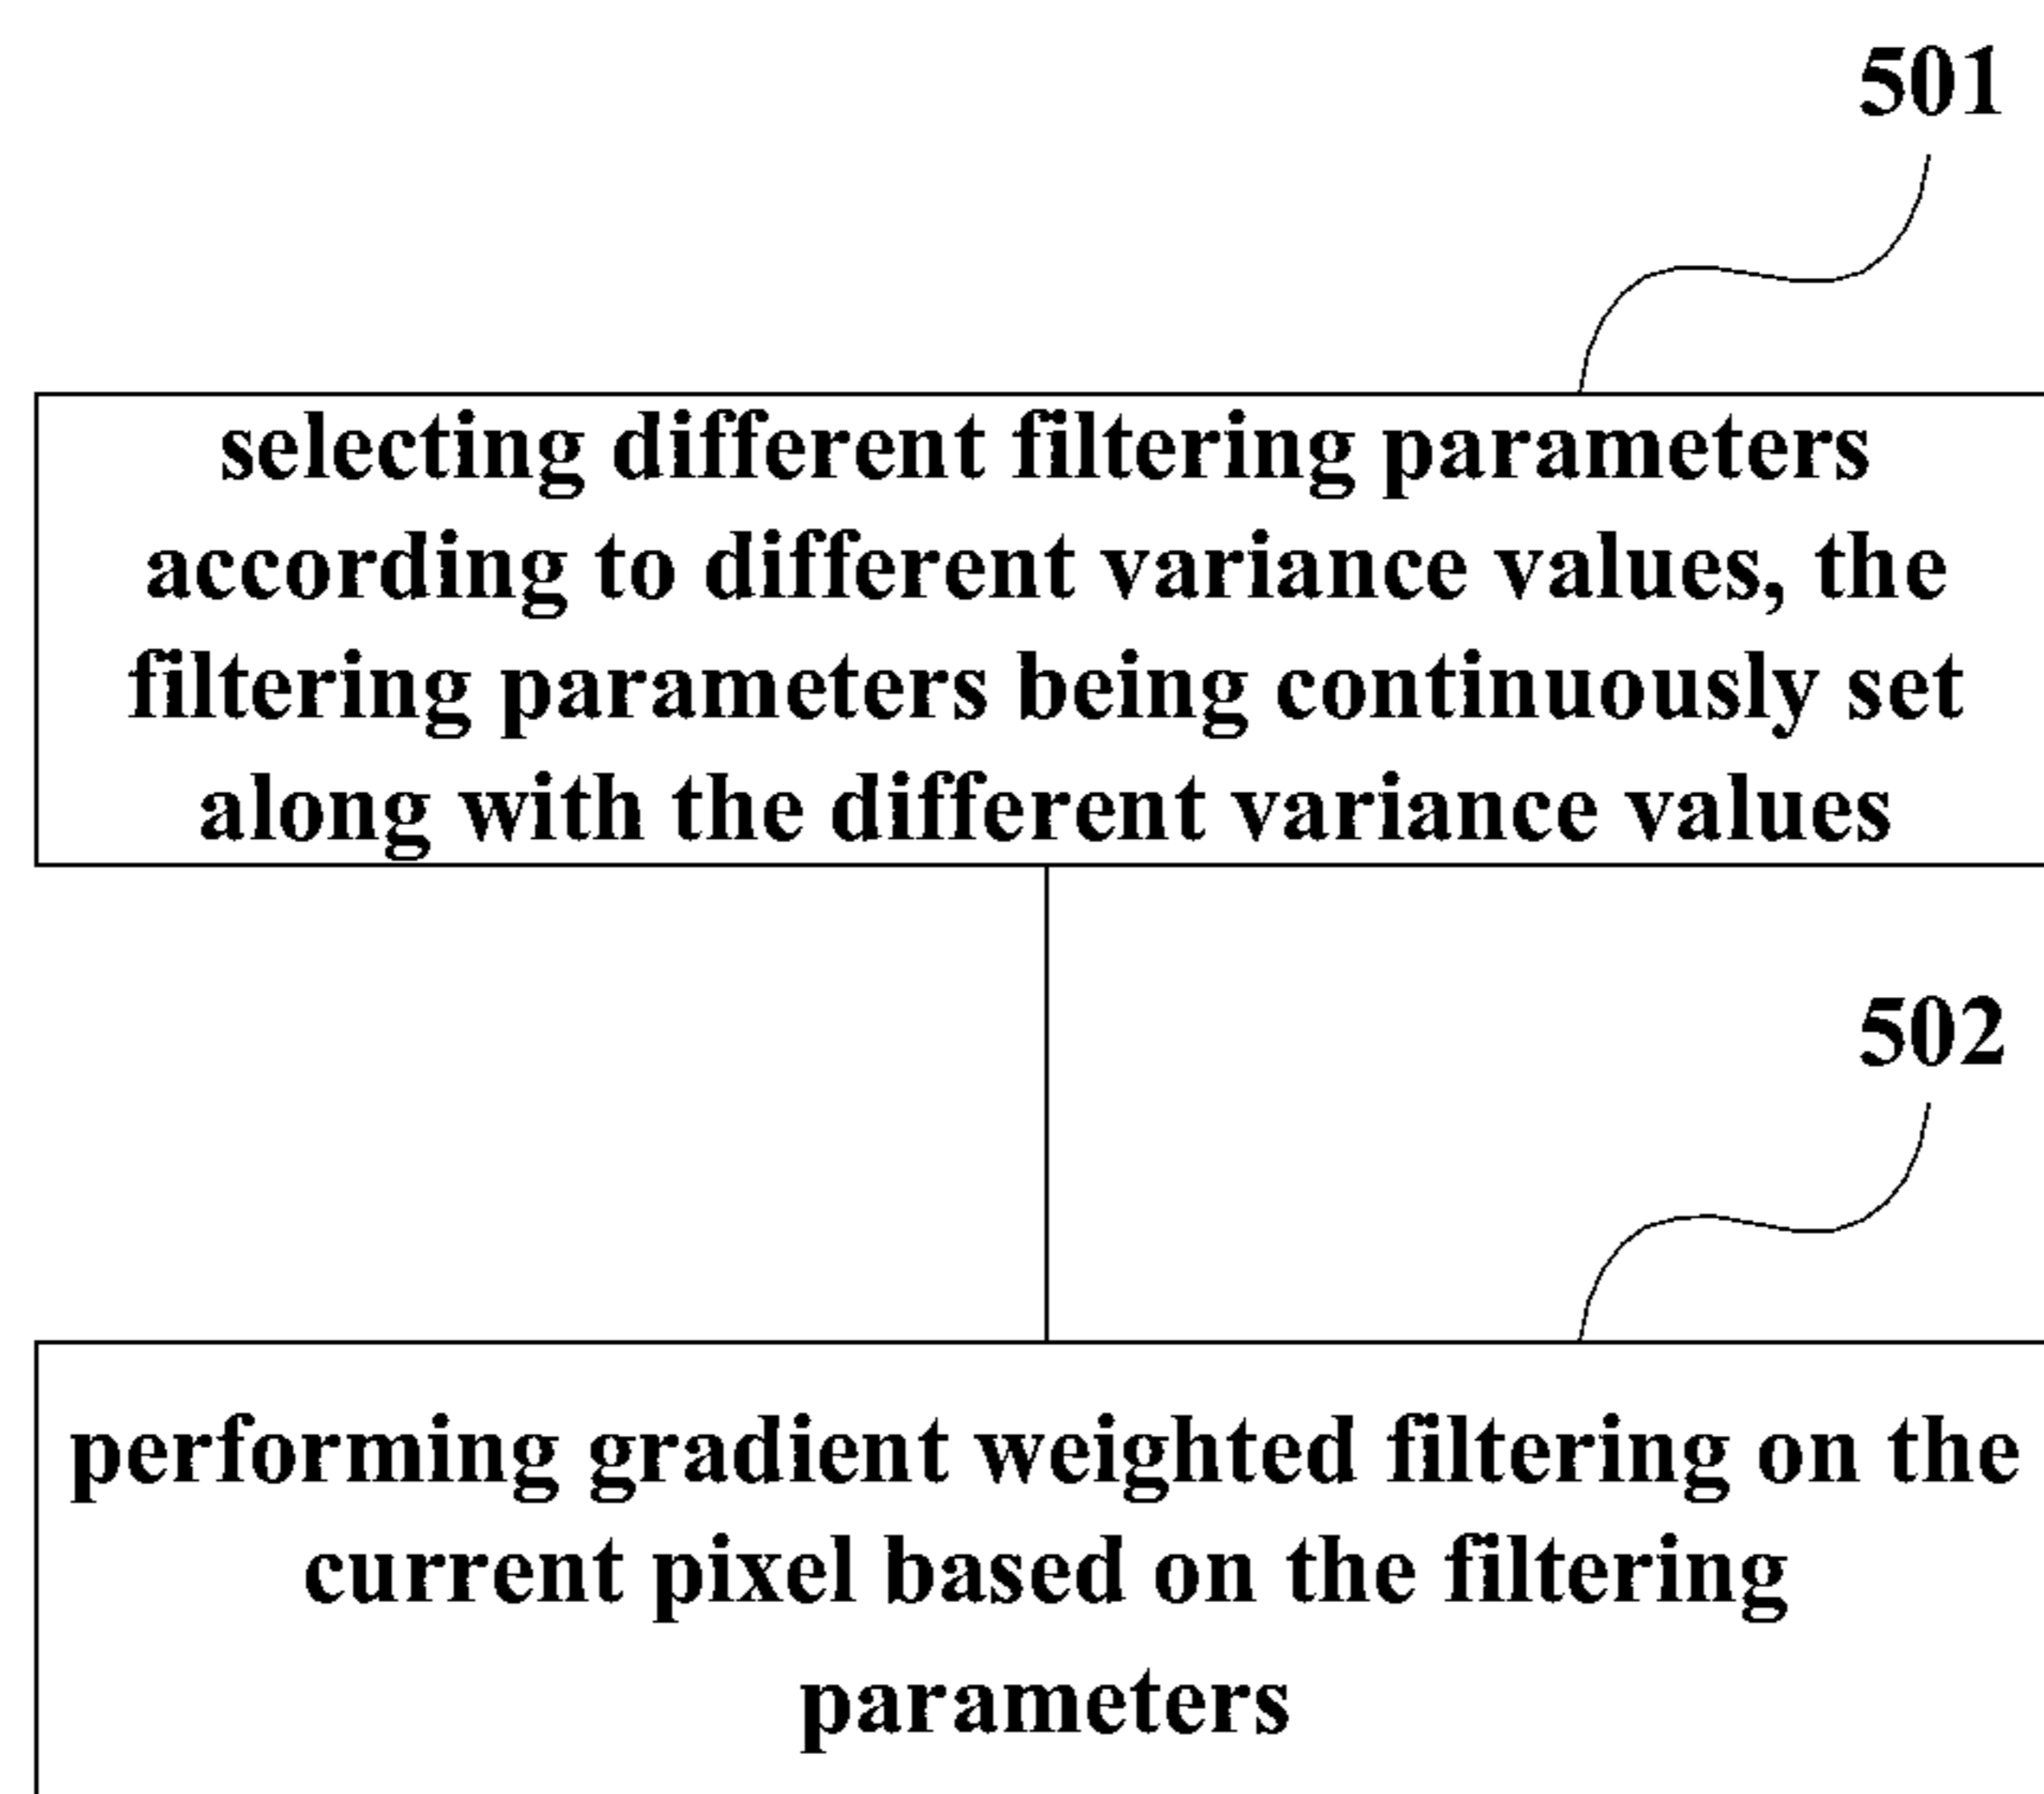 501
selecting different filtering parameters
according to different variance values, the
filtering parameters being continuously set
along with the different variance values
502
performing gradient weighted filtering on the
current pixel based on the filtering
parameters